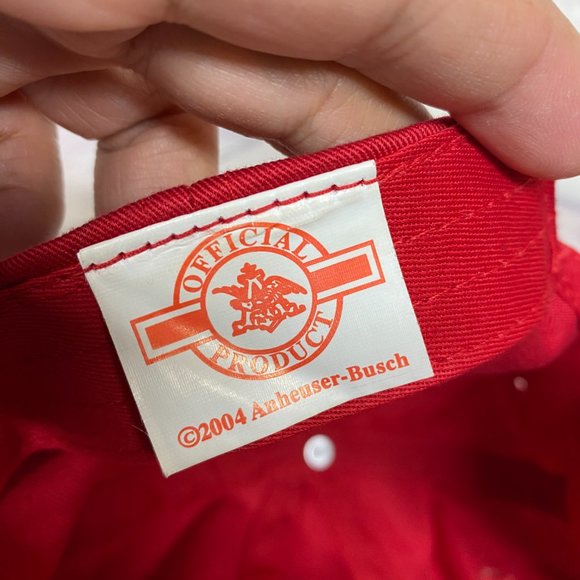 OFFICIAL
PRODUCT
©2004 Anheuser-Busch